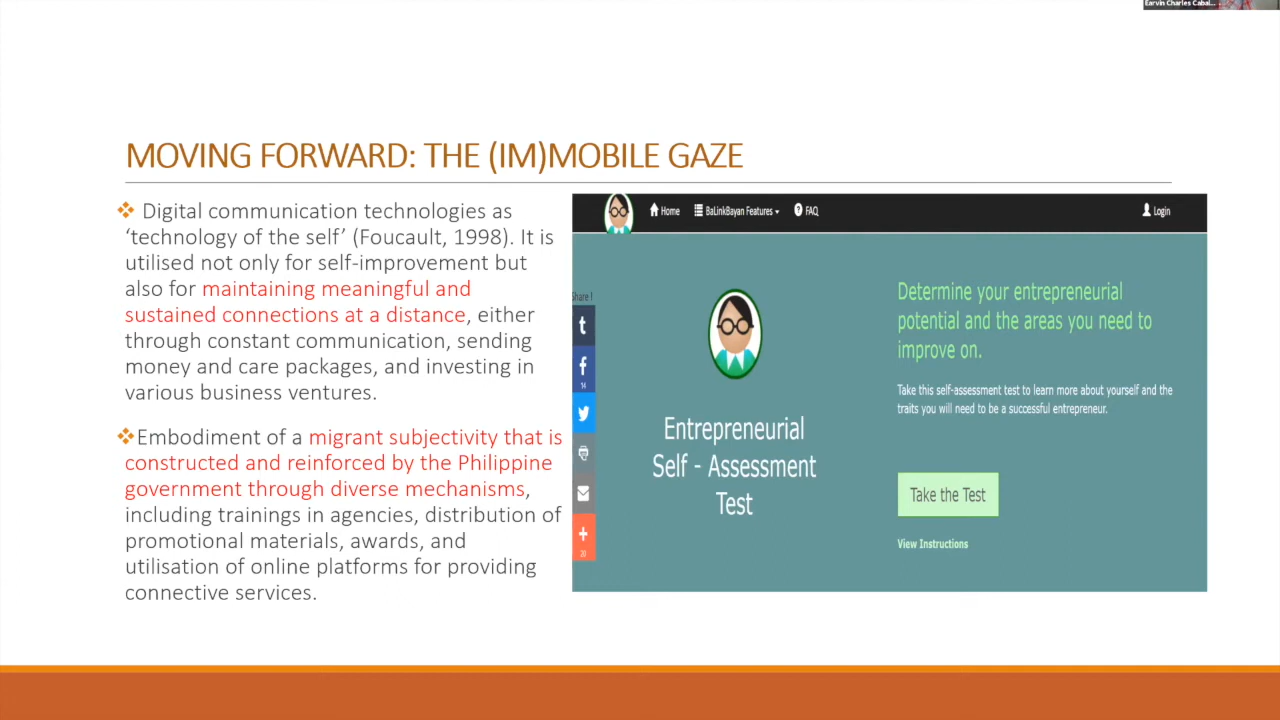 Earvin Charles Cabal...
MOVING FORWARD: THE (IM)MOBILE GAZE
Digital communication technologies as
‘technology of the self’ (Foucault, 1998). It is
utilised not only for self-improvement but
also for maintaining meaningful and
sustained connections at a distance, either
through constant communication, sending
money and care packages, and investing in
various business ventures.
Embodiment of a migrant subjectivity that is
constructed and reinforced by the Philippine
government through diverse mechanisms,
including trainings in agencies, distribution of
promotional materials, awards, and
utilisation of online platforms for providing
connective services.
Home BaLinkBayan Features FAQ Login
Share !
14
20
Entrepreneurial
Self - Assessment
Test
Determine your entrepreneurial
potential and the areas you need to
improve on.
Take this self-assessment test to learn more about yourself and the
traits you will need to be a successful entrepreneur.
Take the Test
View Instructions